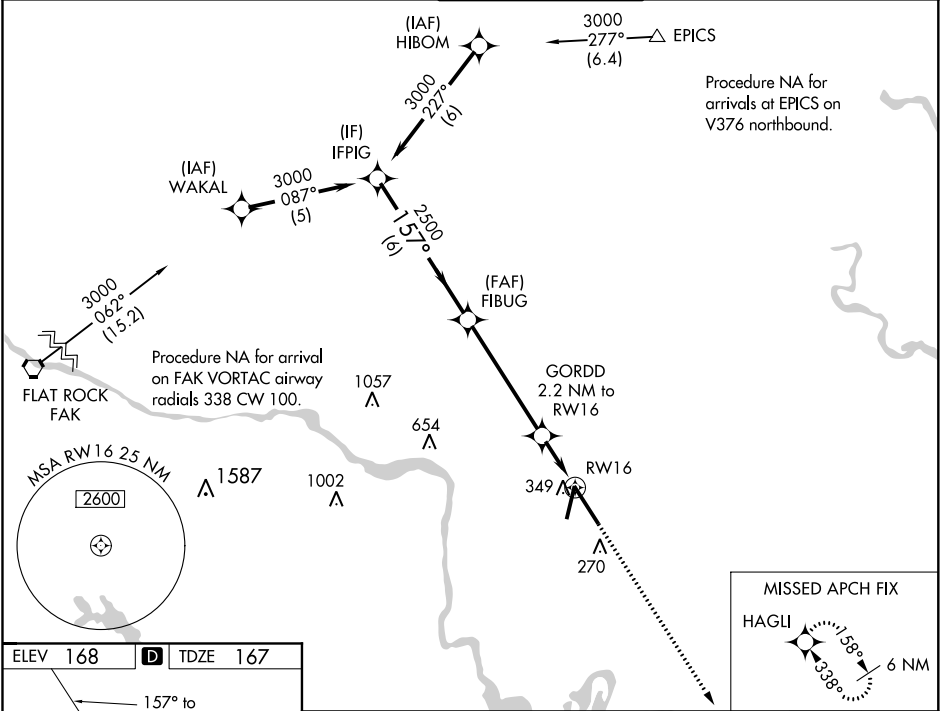 (IAF)
HIBOM
3000
277°
(6.4)
EPICS
Procedure NA for
arrivals at EPICS on
V376 northbound.
3000
227°
(6)
(IF)
IFPIG
(IAF)
WAKAL
3000
087°
(5)
2500
157°
(6)
(FAF)
FIBUG
3000
062°
(15.2)
FLAT ROCK
FAK
Procedure NA for arrival
on FAK VORTAC airway
radials 338 CW 100.
GORDD
2.2 NM to
RW16
1057
654
RW16
349
MSA RW16 25 NM
2600
1587
1002
270
MISSED APCH FIX
HAGLI
158°
338°
6 NM
ELEV 168 D TDZE 167
157° to